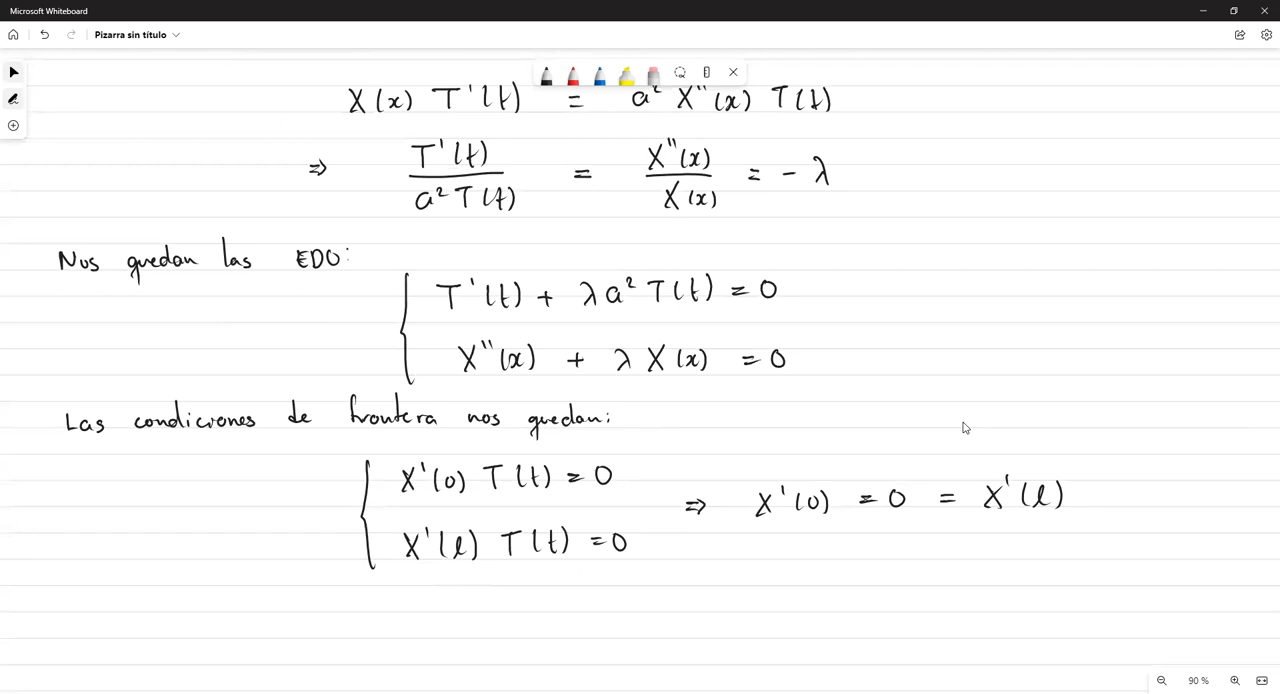 Microsoft Whiteboard
Pizarra sin título
X(x) T'(t) = a² X''(x) T(t)
⇒ T'(t) / a² T(t) = X''(x) / X(x) = - λ
Nos quedan las EDO:
T'(t) + λ a² T(t) = 0
X''(x) + λ X(x) = 0
Las condiciones de frontera nos quedan:
X'(0) T(t) = 0
⇒ X'(0) = 0 = X'(l)
X'(l) T(t) = 0
90 %